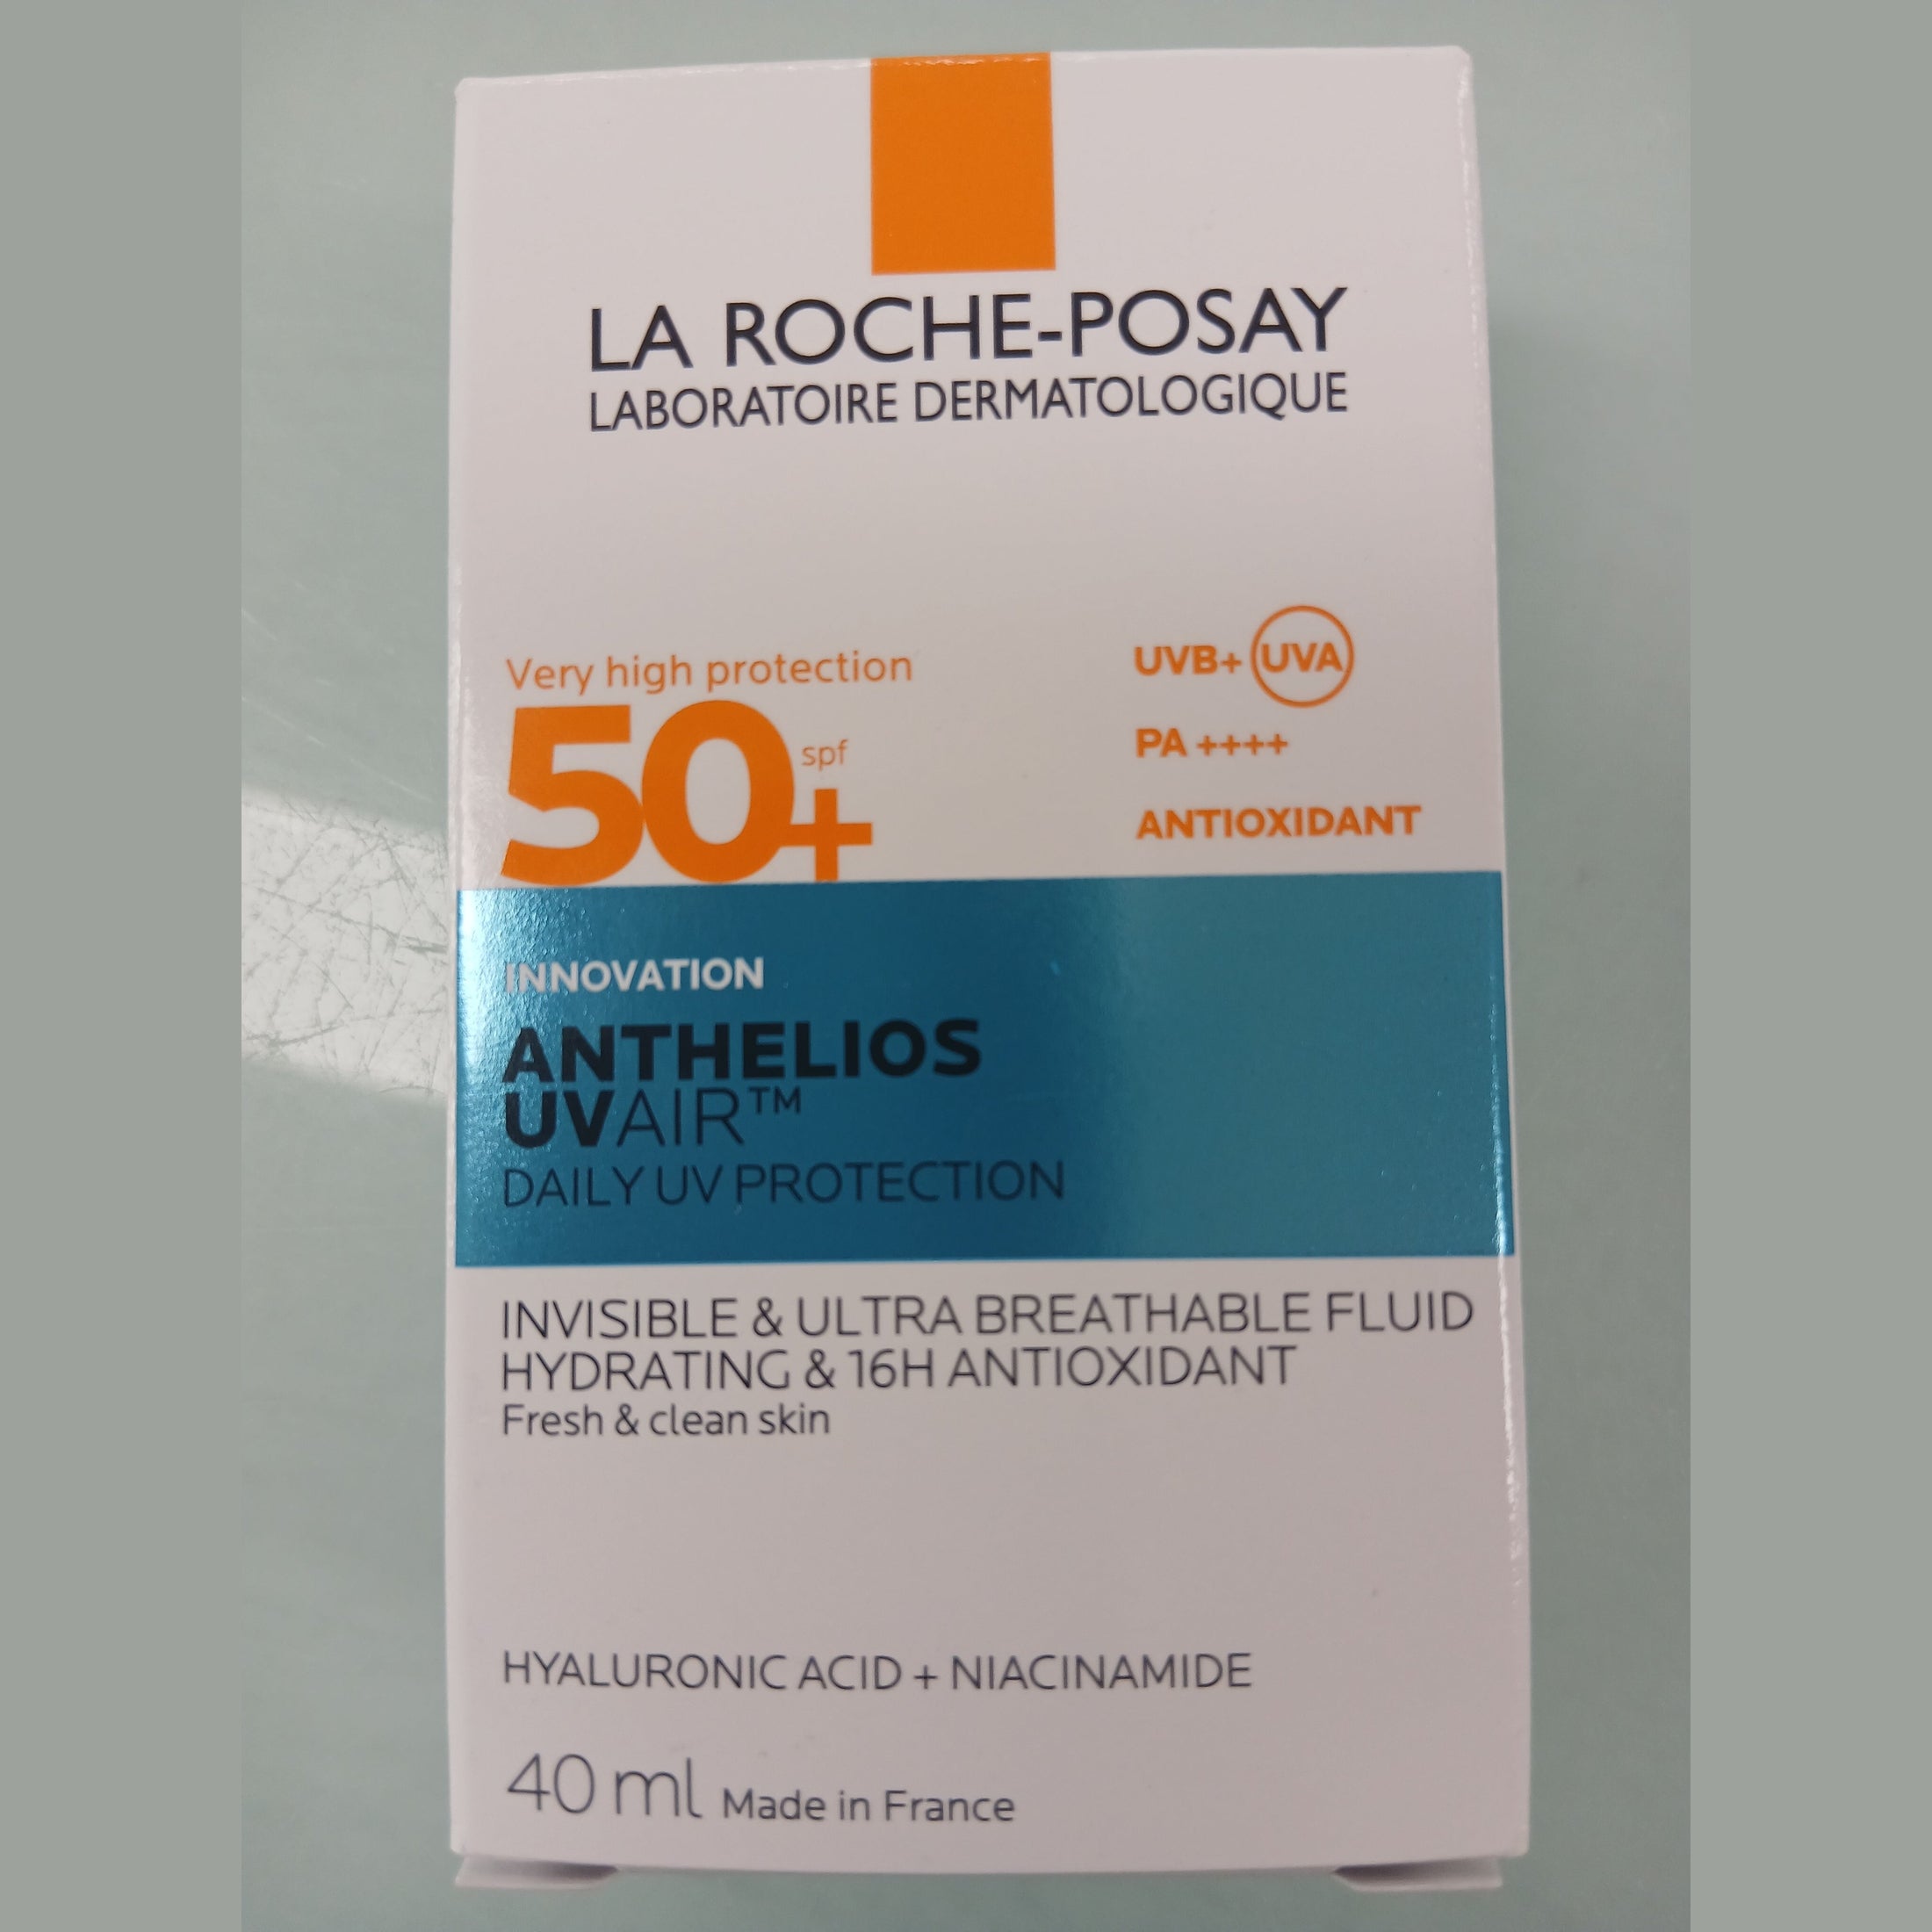 LA ROCHE-POSAY
LABORATOIRE DERMATOLOGIQUE
Very high protection
50+ spf
UVB+ UVA
PA ++++
ANTIOXIDANT
INNOVATION
ANTHELIOS
UVAIR™
DAILY UV PROTECTION
INVISIBLE & ULTRA BREATHABLE FLUID
HYDRATING & 16H ANTIOXIDANT
Fresh & clean skin
HYALURONIC ACID + NIACINAMIDE
40 ml Made in France